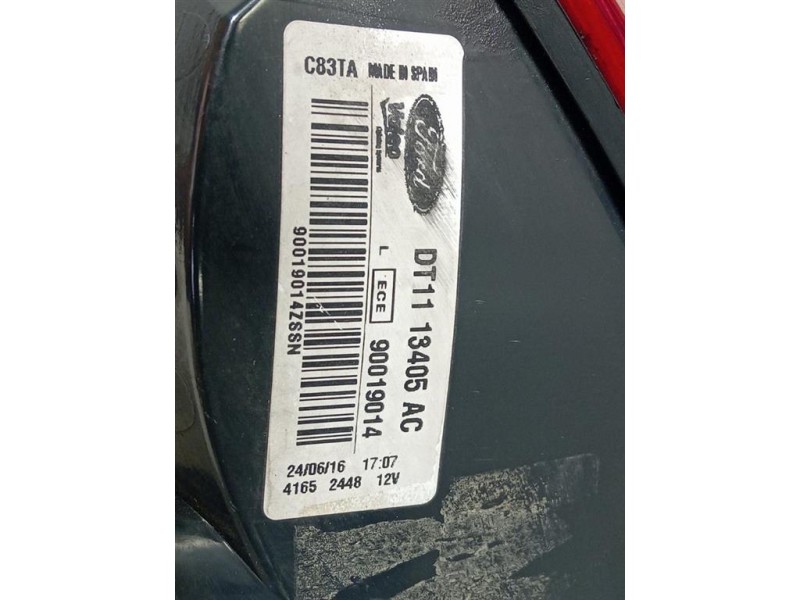 C83TA MADE IN SPAIN
Ford
Valeo
DT11 13405 AC
L ECE 90019014
90019014ZSSN
24/06/16 17:07
4165 2448 12V